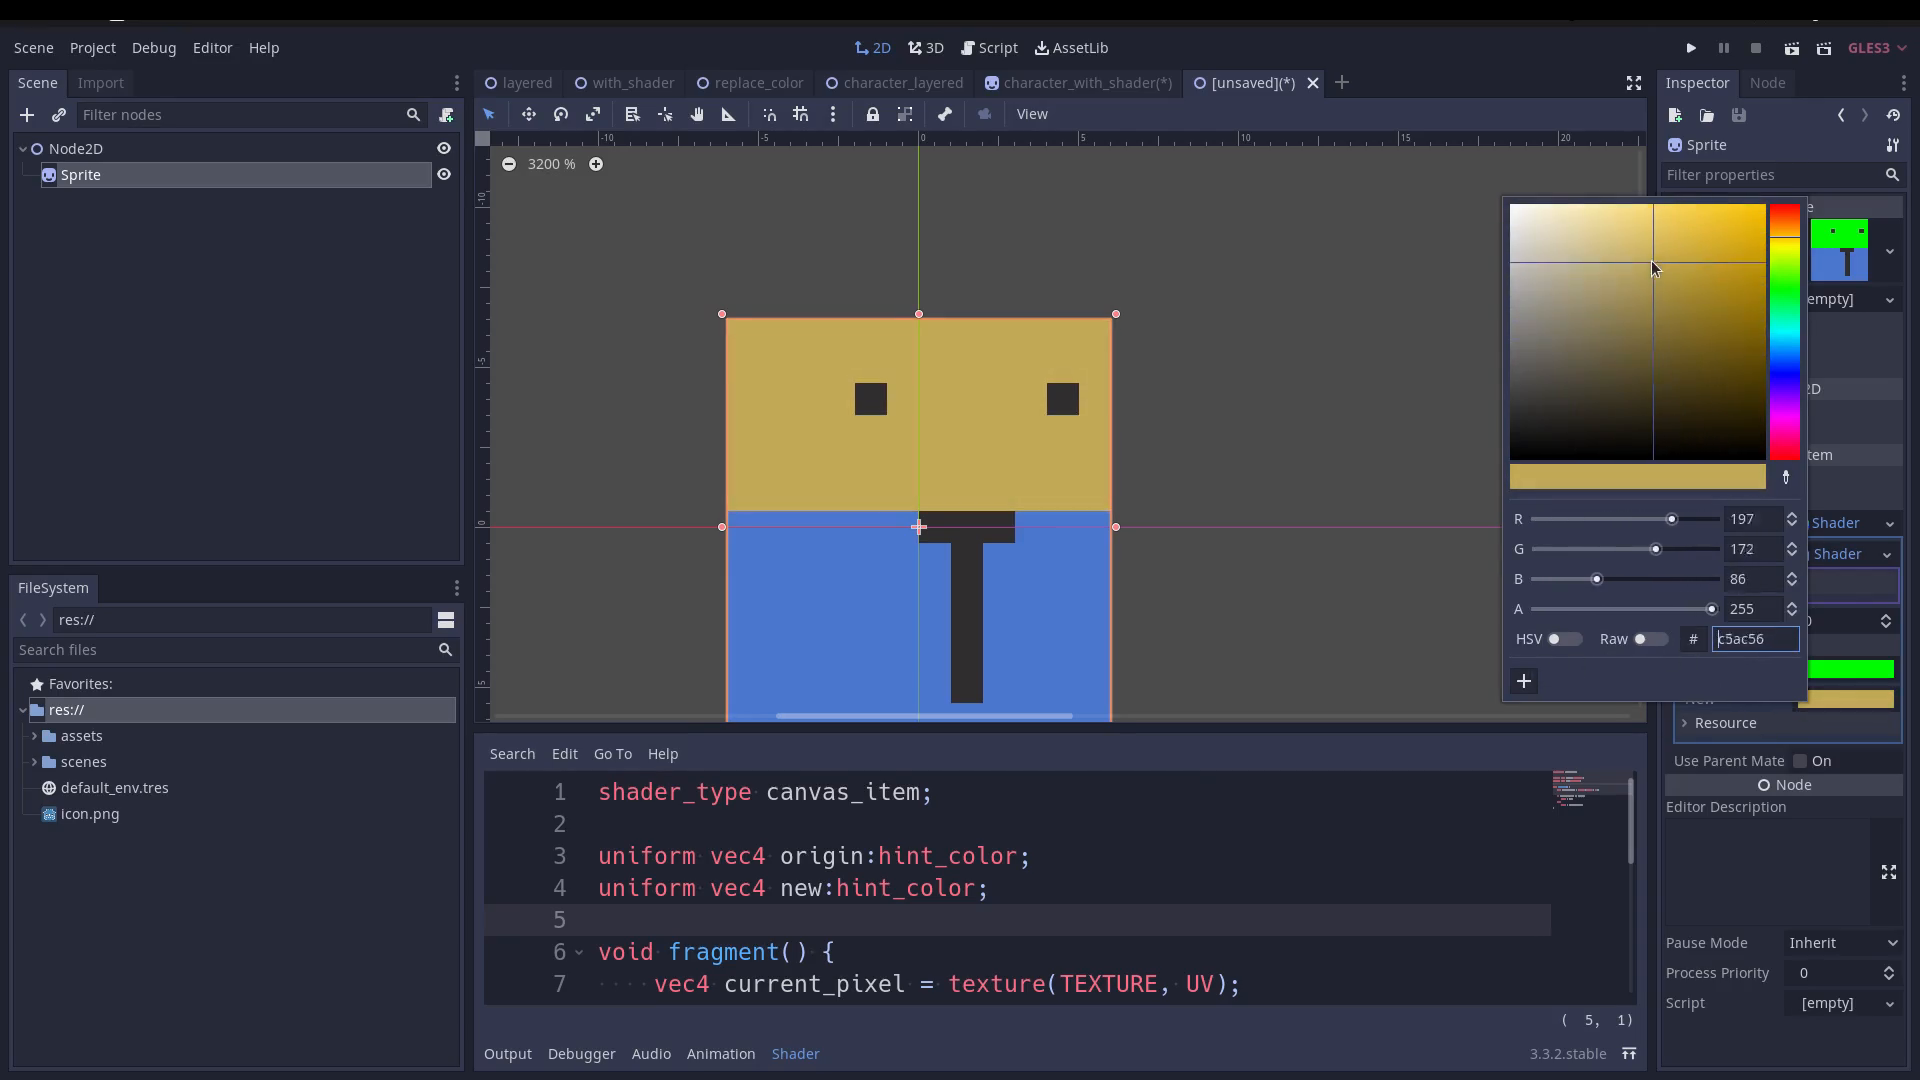 Scene Project Debug Editor Help
2D 3D Script AssetLib
GLES3
Scene Import
Filter nodes
Node2D
Sprite
layered with_shader replace_color character_layered character_with_shader(*) [unsaved](*)
View
-10 -5 0 5 10 15 20
3200 %
-10
-5
0
5
Inspector Node
Sprite
Filter properties
e
empty]
2D
tem
Shader
Shader
0
R 197
G 172
B 86
A 255
HSV Raw # c5ac56
Resource
Use Parent Mate On
Node
Editor Description
Pause Mode Inherit
Process Priority 0
Script [empty]
FileSystem
res://
Search files
Favorites:
res://
assets
scenes
default_env.tres
icon.png
Search Edit Go To Help
1 shader_type canvas_item;
2
3 uniform vec4 origin:hint_color;
4 uniform vec4 new:hint_color;
5
6 void fragment() {
7 vec4 current_pixel = texture(TEXTURE, UV);
( 5, 1)
Output Debugger Audio Animation Shader
3.3.2.stable